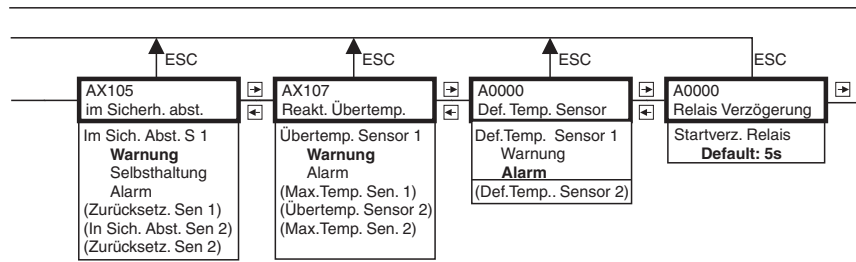 ESC
ESC
ESC
ESC
AX105
im Sicherh. abst.
Im Sich. Abst. S 1
Warnung
Selbsthaltung
Alarm
(Zurücksetz. Sen 1)
(In Sich. Abst. Sen 2)
(Zurücksetz. Sen 2)
AX107
Reakt. Übertemp.
Übertemp. Sensor 1
Warnung
Alarm
(Max.Temp. Sen. 1)
(Übertemp. Sensor 2)
(Max.Temp. Sen. 2)
A0000
Def. Temp. Sensor
Def.Temp. Sensor 1
Warnung
Alarm
(Def.Temp.. Sensor 2)
A0000
Relais Verzögerung
Startverz. Relais
Default: 5s